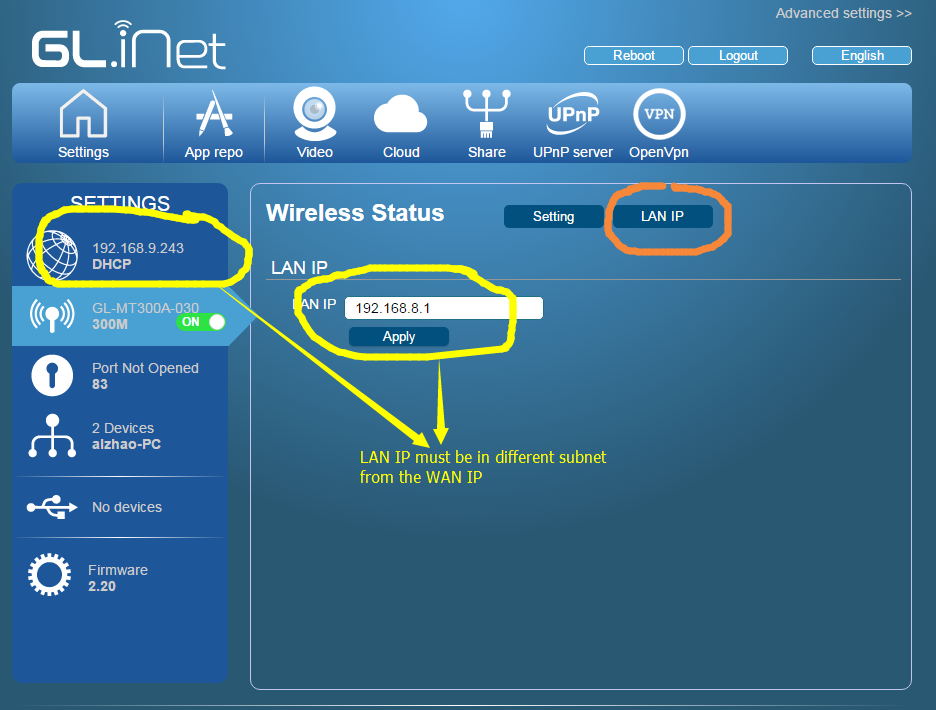 Advanced settings >>
GL.iNet
Reboot
Logout
English
Settings
App repo
Video
Cloud
Share
UPnP
UPnP server
VPN
OpenVpn
SETTINGS
192.168.9.243
DHCP
GL-MT300A-030
300M
ON
Port Not Opened
83
2 Devices
alzhao-PC
No devices
Firmware
2.20
Wireless Status
Setting
LAN IP
LAN IP
LAN IP
192.168.8.1
Apply
LAN IP must be in different subnet
from the WAN IP